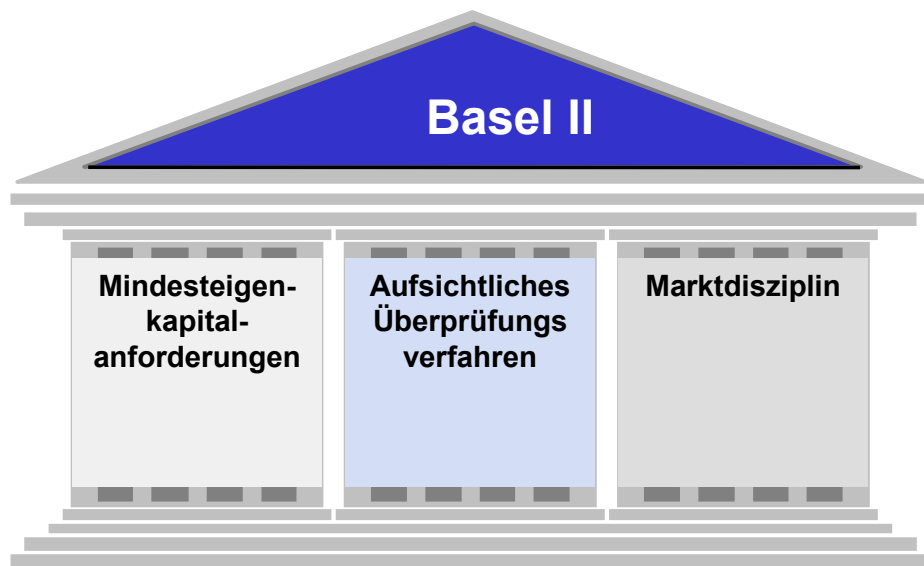 Basel II
Mindesteigen-
kapital-
anforderungen
Aufsichtliches
Überprüfungs
verfahren
Marktdisziplin